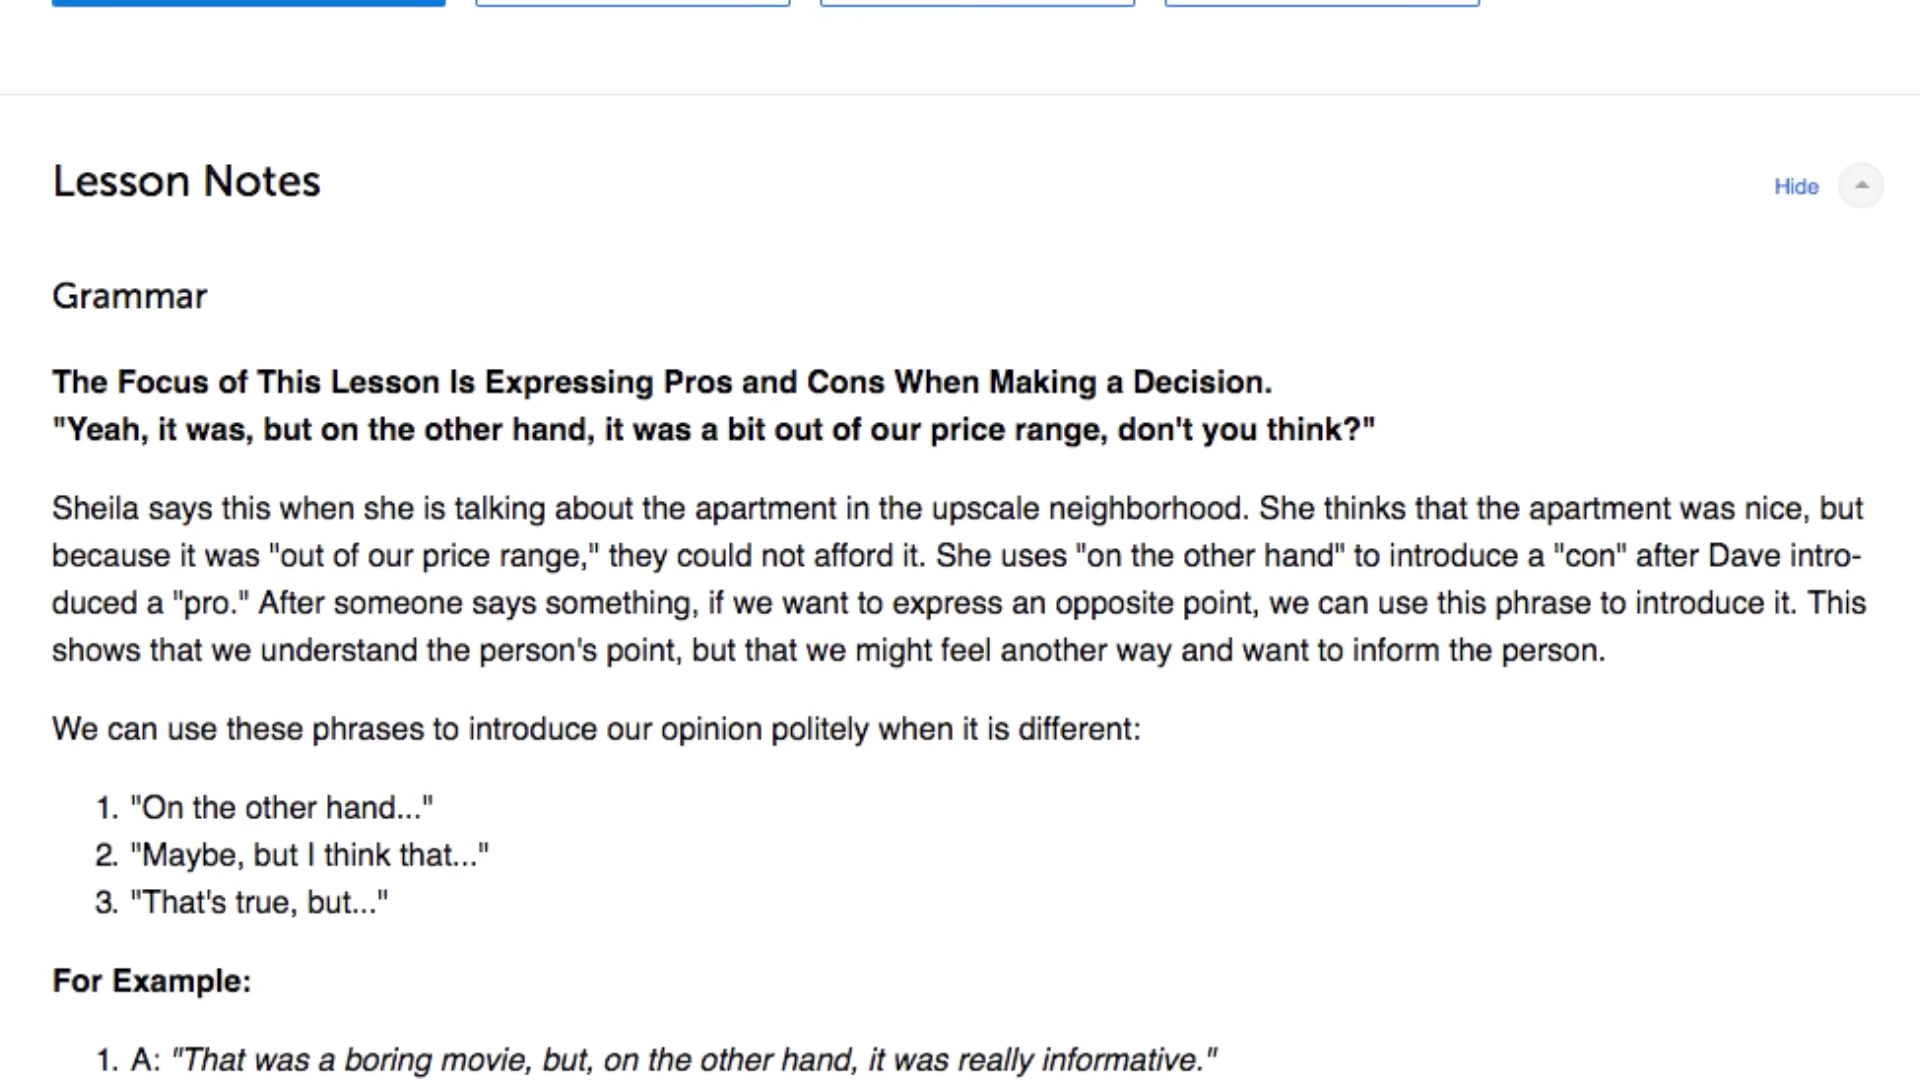 Lesson Notes
Hide
Grammar
The Focus of This Lesson Is Expressing Pros and Cons When Making a Decision.
"Yeah, it was, but on the other hand, it was a bit out of our price range, don't you think?"
Sheila says this when she is talking about the apartment in the upscale neighborhood. She thinks that the apartment was nice, but
because it was "out of our price range," they could not afford it. She uses "on the other hand" to introduce a "con" after Dave intro-
duced a "pro." After someone says something, if we want to express an opposite point, we can use this phrase to introduce it. This
shows that we understand the person's point, but that we might feel another way and want to inform the person.
We can use these phrases to introduce our opinion politely when it is different:
1. "On the other hand..."
2. "Maybe, but I think that..."
3. "That's true, but..."
For Example:
1. A: "That was a boring movie, but, on the other hand, it was really informative."